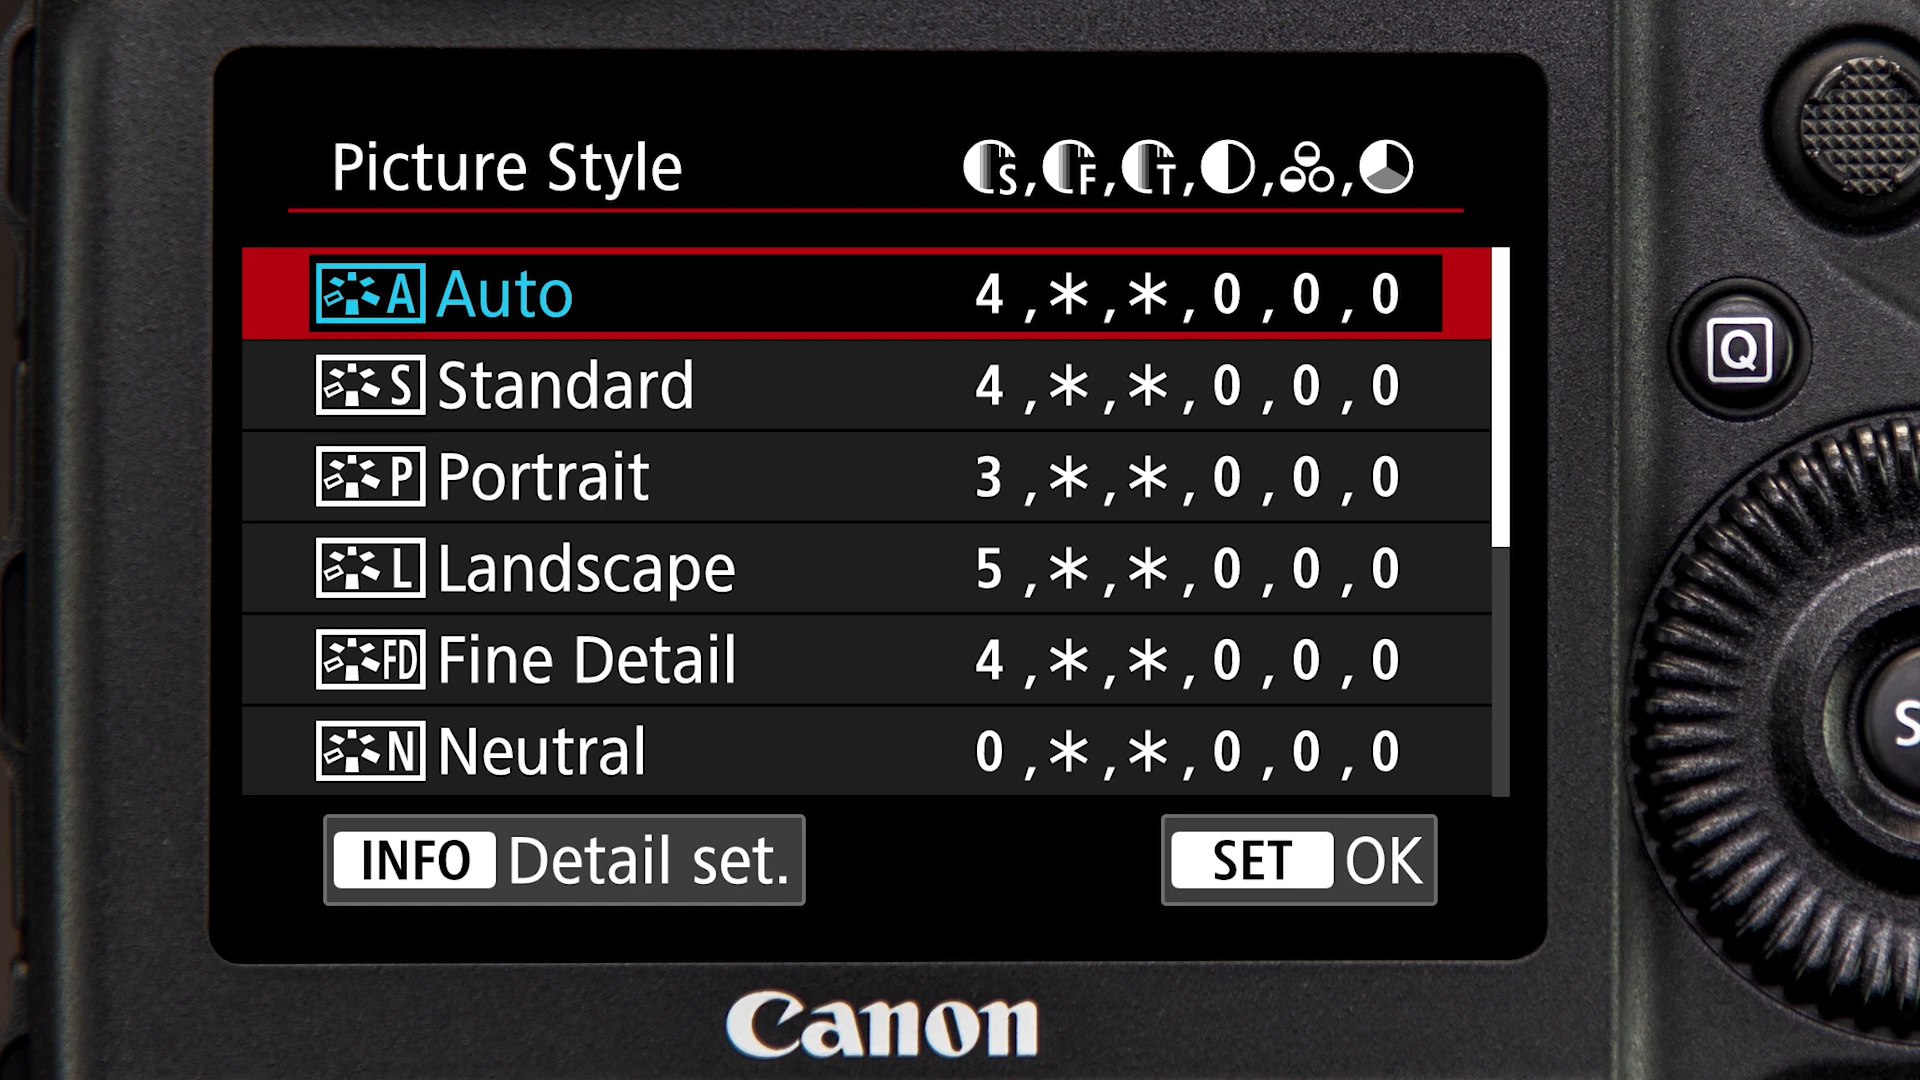 Picture Style S, F, T, , ,
A Auto 4 , * , * , 0 , 0 , 0
S Standard 4 , * , * , 0 , 0 , 0
P Portrait 3 , * , * , 0 , 0 , 0
L Landscape 5 , * , * , 0 , 0 , 0
FD Fine Detail 4 , * , * , 0 , 0 , 0
N Neutral 0 , * , * , 0 , 0 , 0
INFO Detail set. SET OK
Canon
Q
S